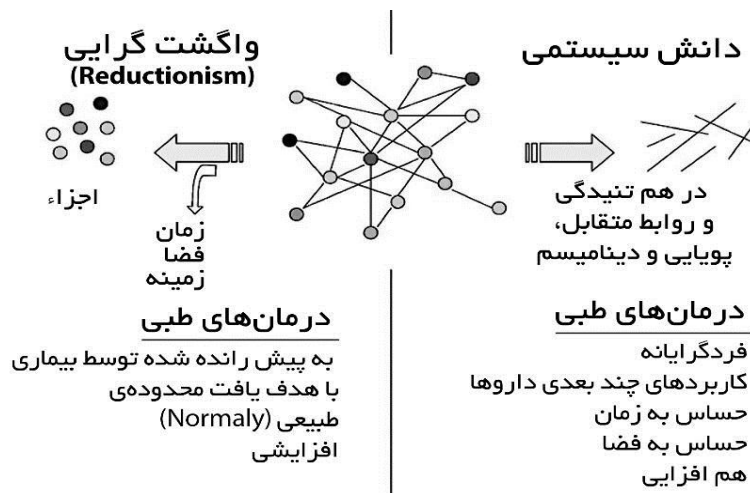 دانش سیستمی
در هم تنیدگی
و روابط متقابل،
پویایی و دینامیسم
درمان‌های طبی
فردگرایانه
کاربردهای چند بعدی داروها
حساس به زمان
حساس به فضا
هم افزایی
واگشت گرایی
(Reductionism)
اجزاء
زمان
فضا
زمینه
درمان‌های طبی
به پیش رانده شده توسط بیماری
با هدف یافت محدوده‌ی
طبیعی (Normaly)
افزایشی